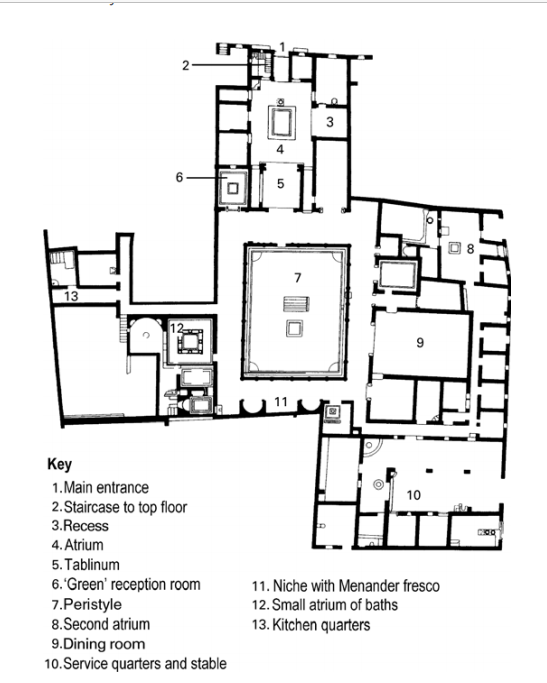 1
2
3
4
6
5
8
7
13
12
9
11
10
Key
1.Main entrance
2.Staircase to top floor
3.Recess
4.Atrium
5.Tablinum
6.‘Green’ reception room
7.Peristyle
8.Second atrium
9.Dining room
10.Service quarters and stable
11. Niche with Menander fresco
12. Small atrium of baths
13. Kitchen quarters